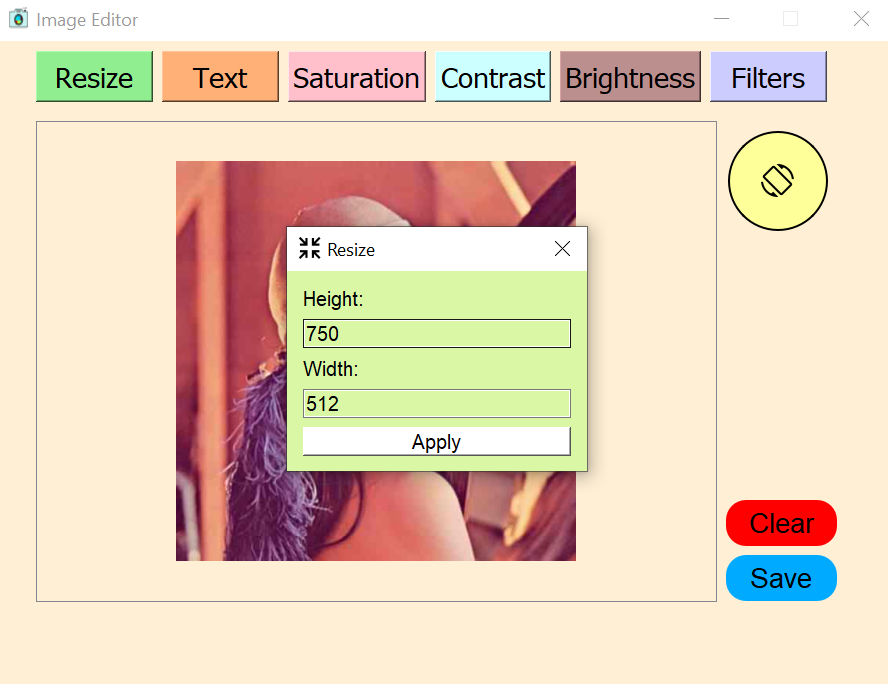 Image Editor
Resize Text Saturation Contrast Brightness Filters
Resize
Height:
750
Width:
512
Apply
Clear
Save